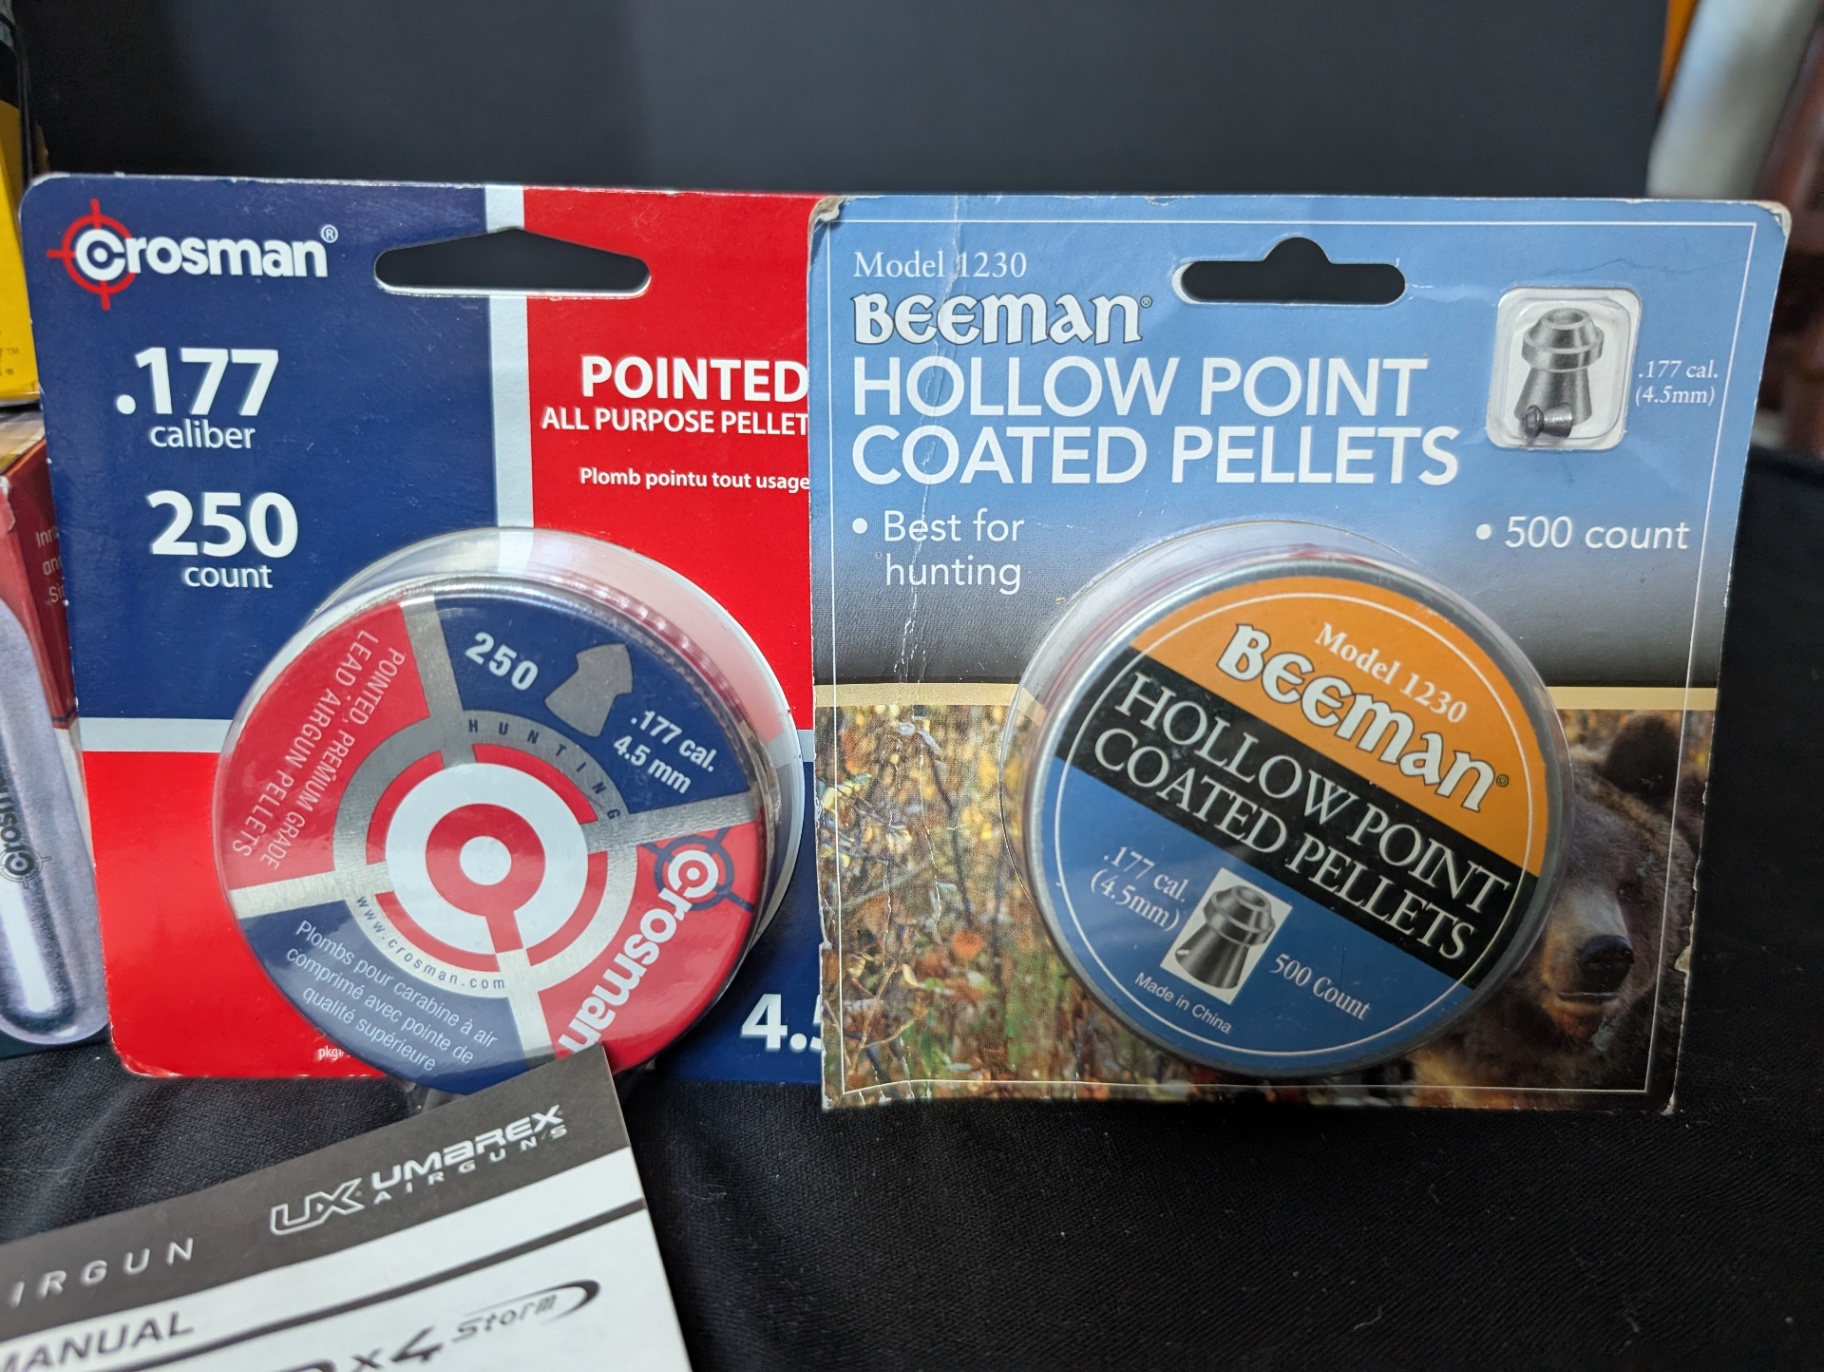 crosman®
.177
caliber
250
count
POINTED
ALL PURPOSE PELLET
Plomb pointu tout usage
POINTED, PREMIUM GRADE
LEAD AIRGUN PELLETS
250
.177 cal.
4.5 mm
HUNTING
www.crosman.com
crosman
Plombs pour carabine à air
comprimé avec pointe de
qualité supérieure
4.5
Model 1230
BEEMAN®
HOLLOW POINT
COATED PELLETS
.177 cal.
(4.5mm)
• Best for
hunting
• 500 count
Model 1230
BEEMAN®
HOLLOW POINT
COATED PELLETS
.177 cal.
(4.5mm)
500 Count
Made in China
UX UMAREX
AIRGUNS
IRGUN
MANUAL
x4 Storm